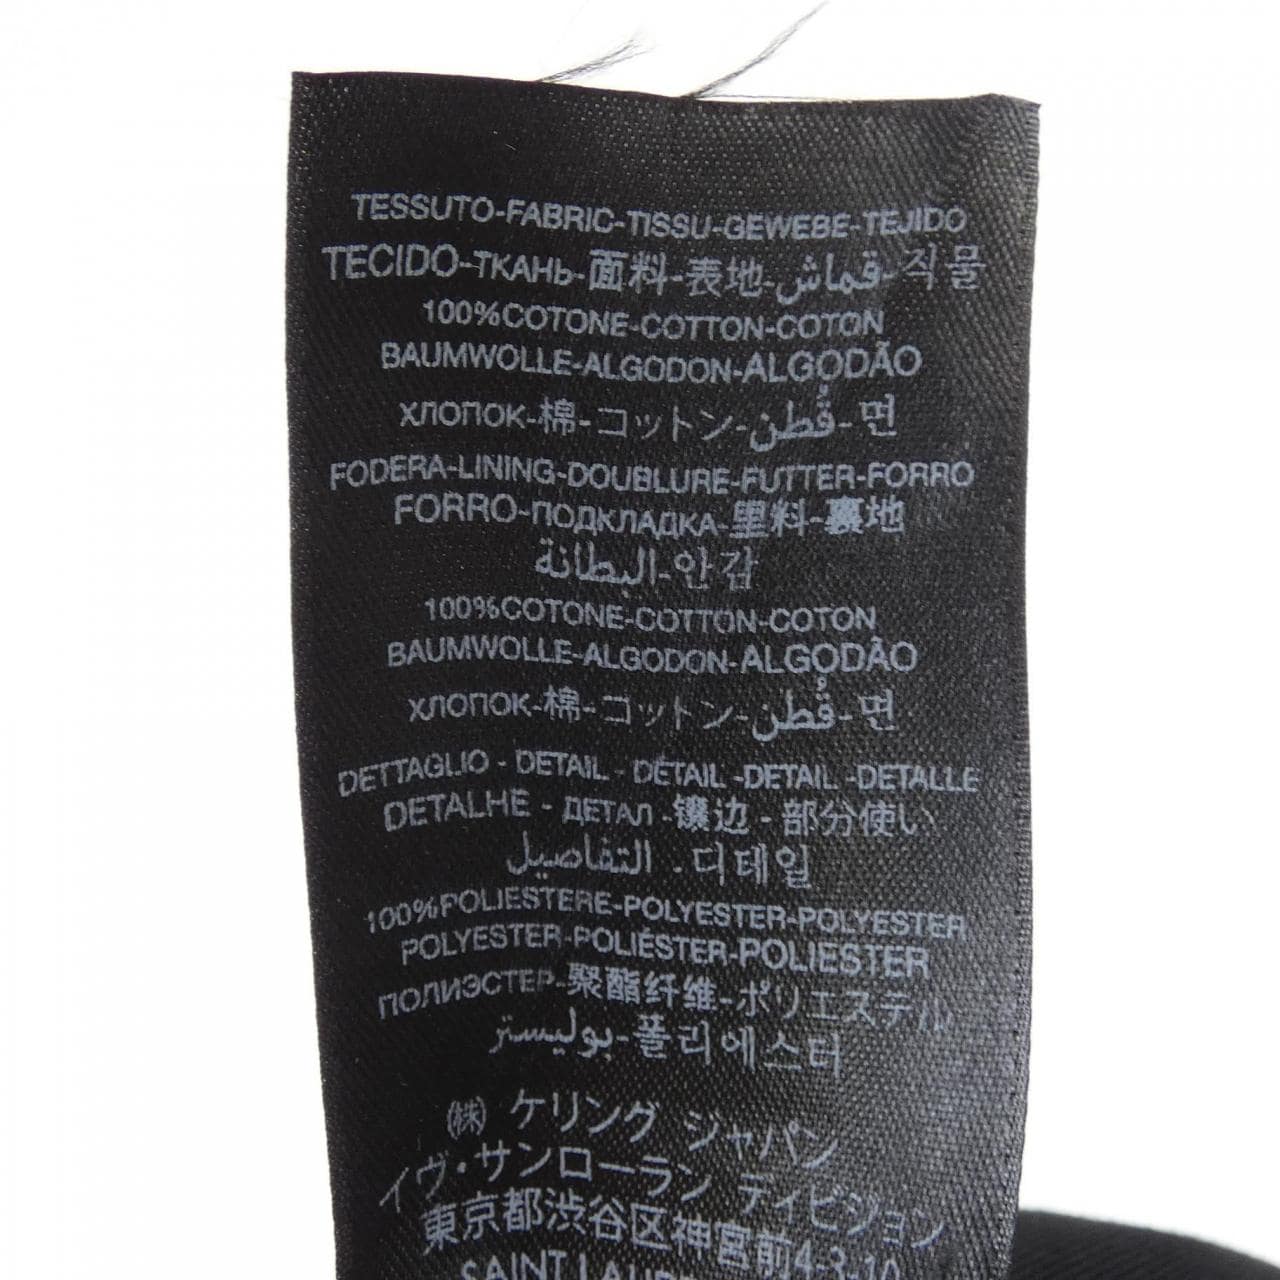 TESSUTO-FABRIC-TISSU-GEWEBE-TEJIDO
TECIDO-ТКАНЬ-面料-表地-قماش-직물
100%COTONE-COTTON-COTON
BAUMWOLLE-ALGODON-ALGODÃO
ХЛОПОК-棉-コットン-قُطن-면
FODERA-LINING-DOUBLURE-FUTTER-FORRO
FORRO-ПОДКЛАДКА-里料-裏地
البطانة-안감
100%COTONE-COTTON-COTON
BAUMWOLLE-ALGODON-ALGODÃO
ХЛОПОК-棉-コットン-قُطن-면
DETTAGLIO - DETAIL - DÉTAIL -DETAIL -DETALLE
DETALHE - ДЕТАЛ - 镶边 - 部分使い
التفاصيل . 디테일
100%POLIESTERE-POLYESTER-POLYESTER
POLYESTER-POLIÉSTER-POLIESTER
ПОЛИЭСТЕР-聚酯纤维-ポリエステル
بوليستر-폴리에스터
㈱ ケリング ジャパン
イヴ・サンローラン ディビジョン
東京都渋谷区神宮前4-3-10
SAINT LAURENT